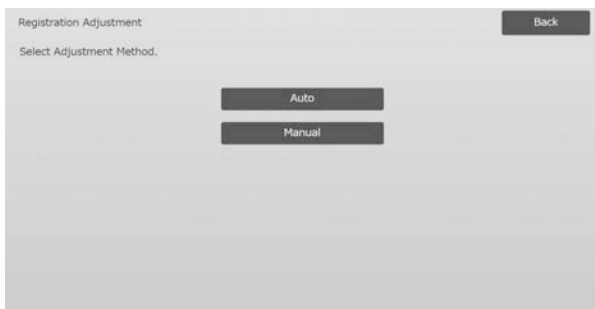 Registration Adjustment
Back
Select Adjustment Method.
Auto
Manual